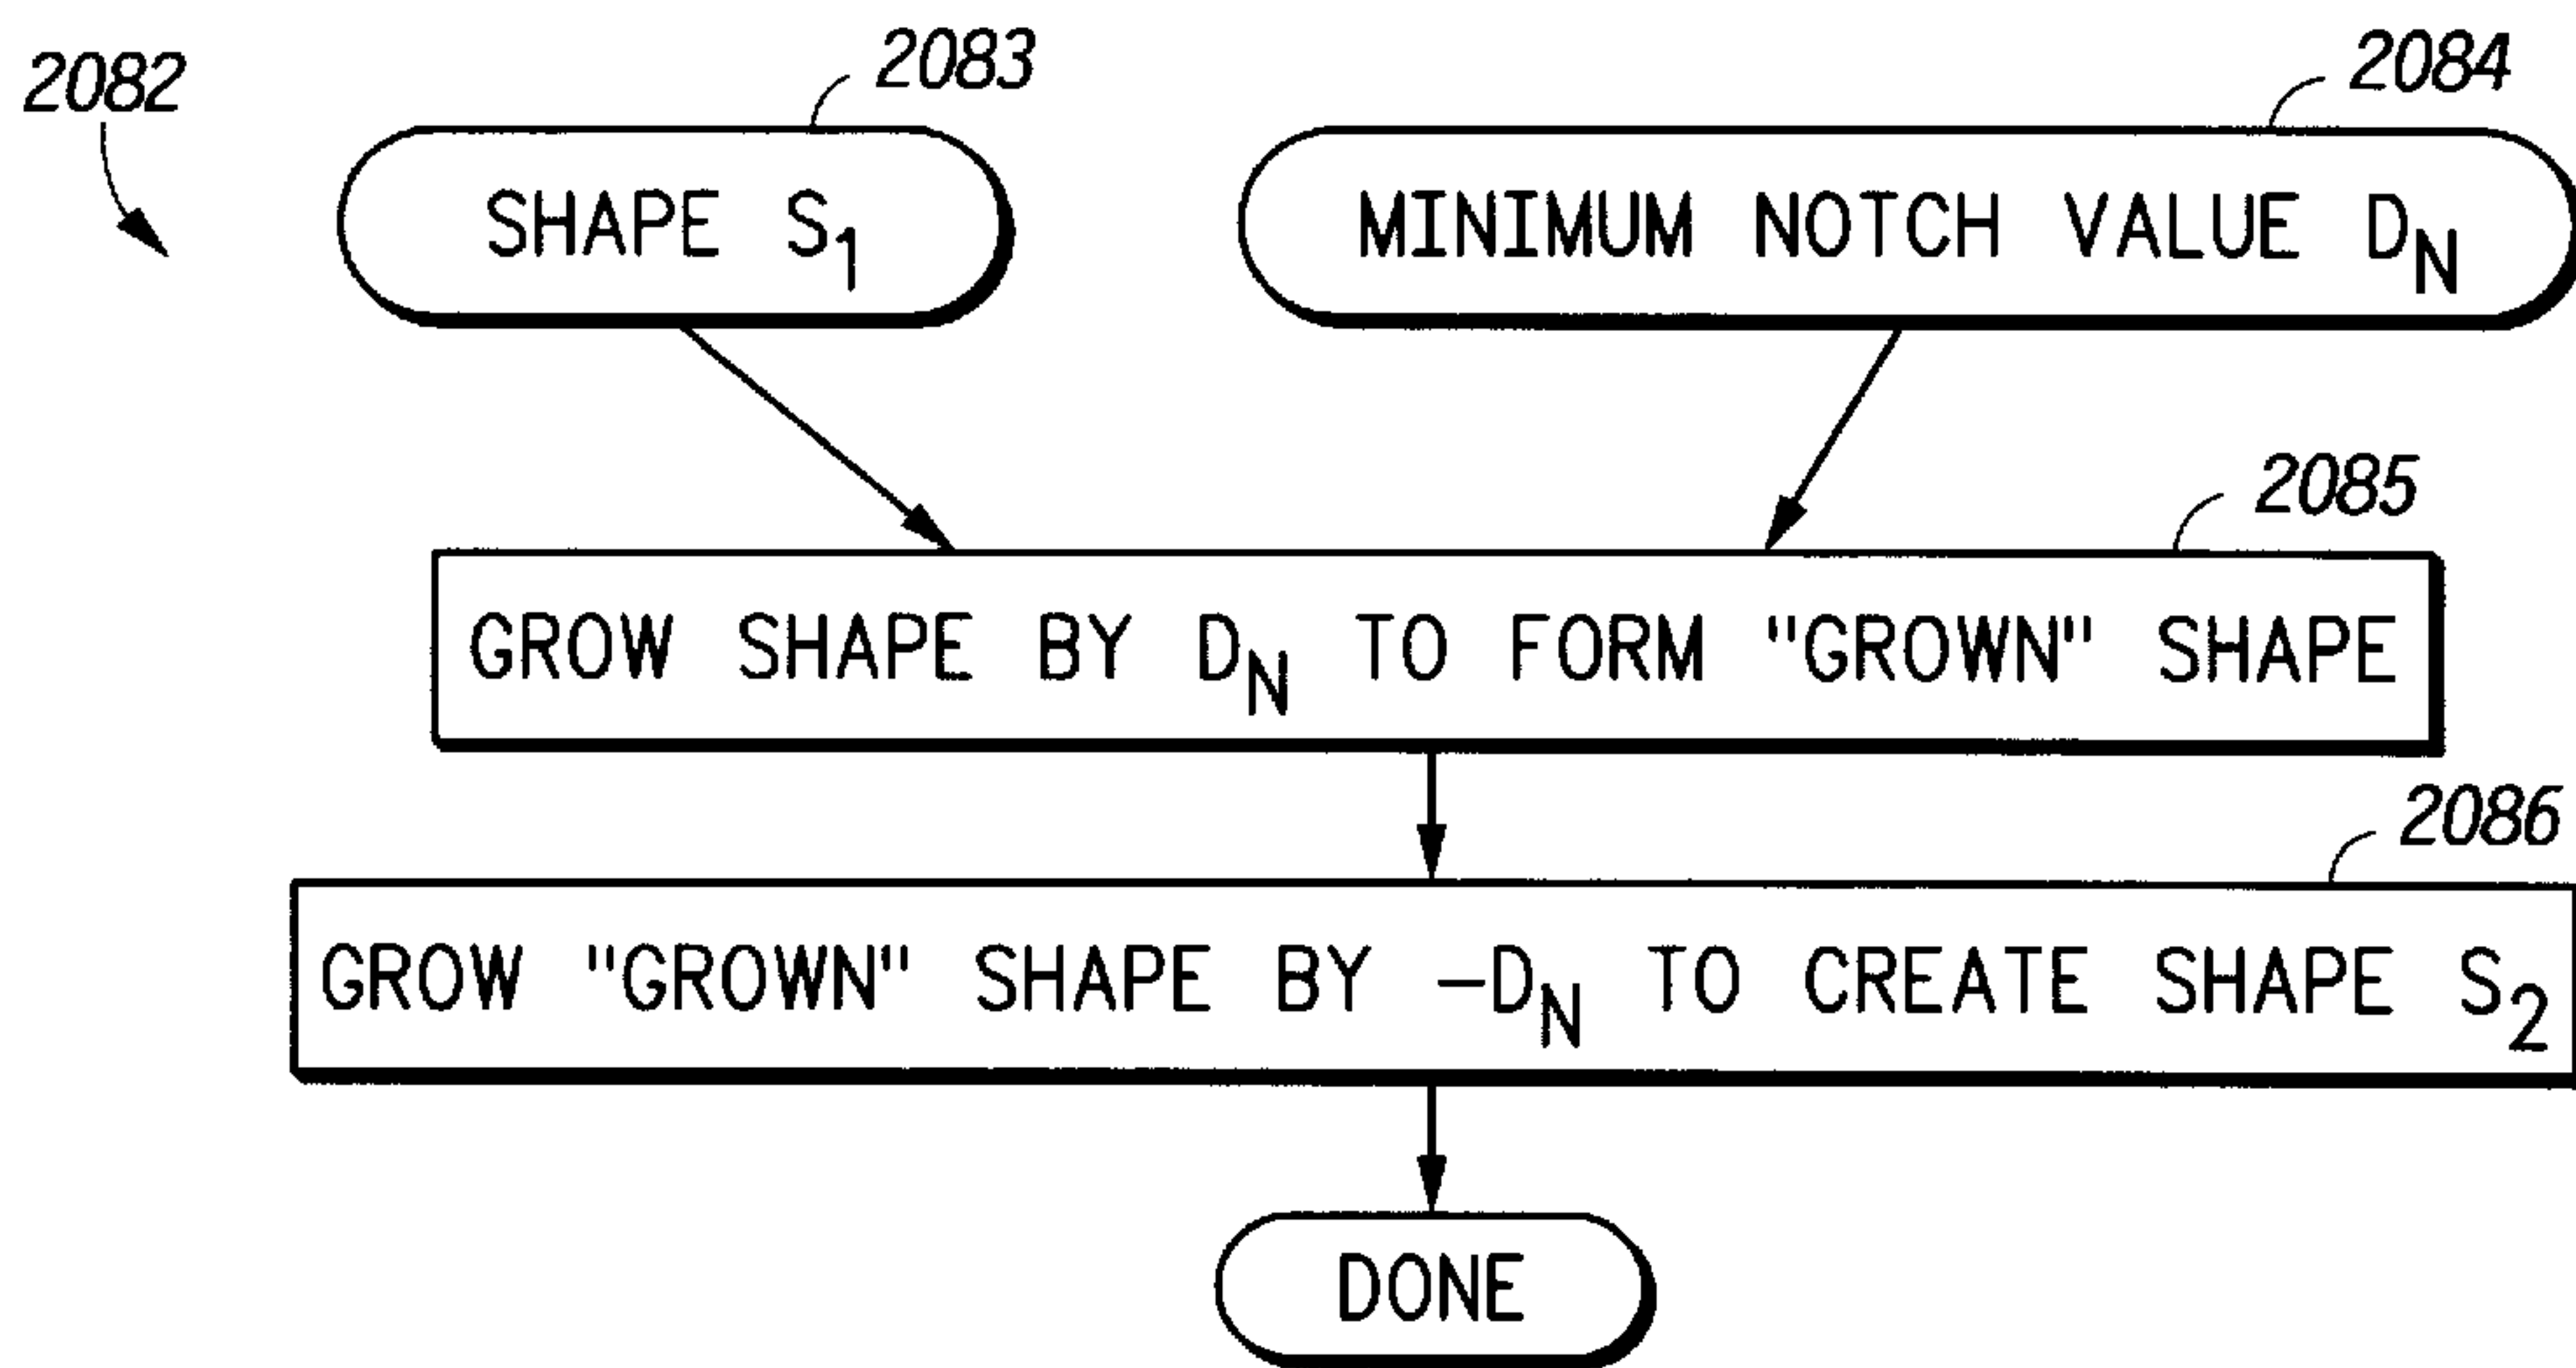 2082
2083
2084
SHAPE S1
MINIMUM NOTCH VALUE DN
2085
GROW SHAPE BY DN TO FORM "GROWN" SHAPE
2086
GROW "GROWN" SHAPE BY -DN TO CREATE SHAPE S2
DONE